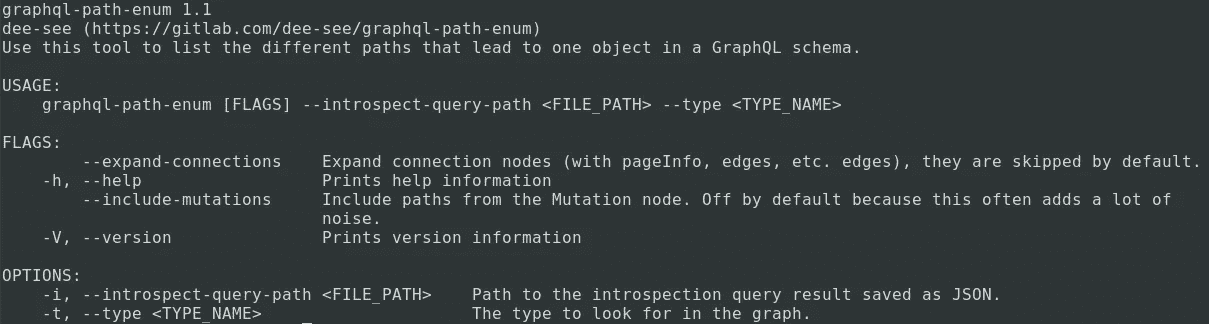 graphql-path-enum 1.1
dee-see (https://gitlab.com/dee-see/graphql-path-enum)
Use this tool to list the different paths that lead to one object in a GraphQL schema.

USAGE:
    graphql-path-enum [FLAGS] --introspect-query-path <FILE_PATH> --type <TYPE_NAME>

FLAGS:
        --expand-connections    Expand connection nodes (with pageInfo, edges, etc. edges), they are skipped by default.
    -h, --help                  Prints help information
        --include-mutations     Include paths from the Mutation node. Off by default because this often adds a lot of
                                noise.
    -V, --version               Prints version information

OPTIONS:
    -i, --introspect-query-path <FILE_PATH>    Path to the introspection query result saved as JSON.
    -t, --type <TYPE_NAME>                     The type to look for in the graph.